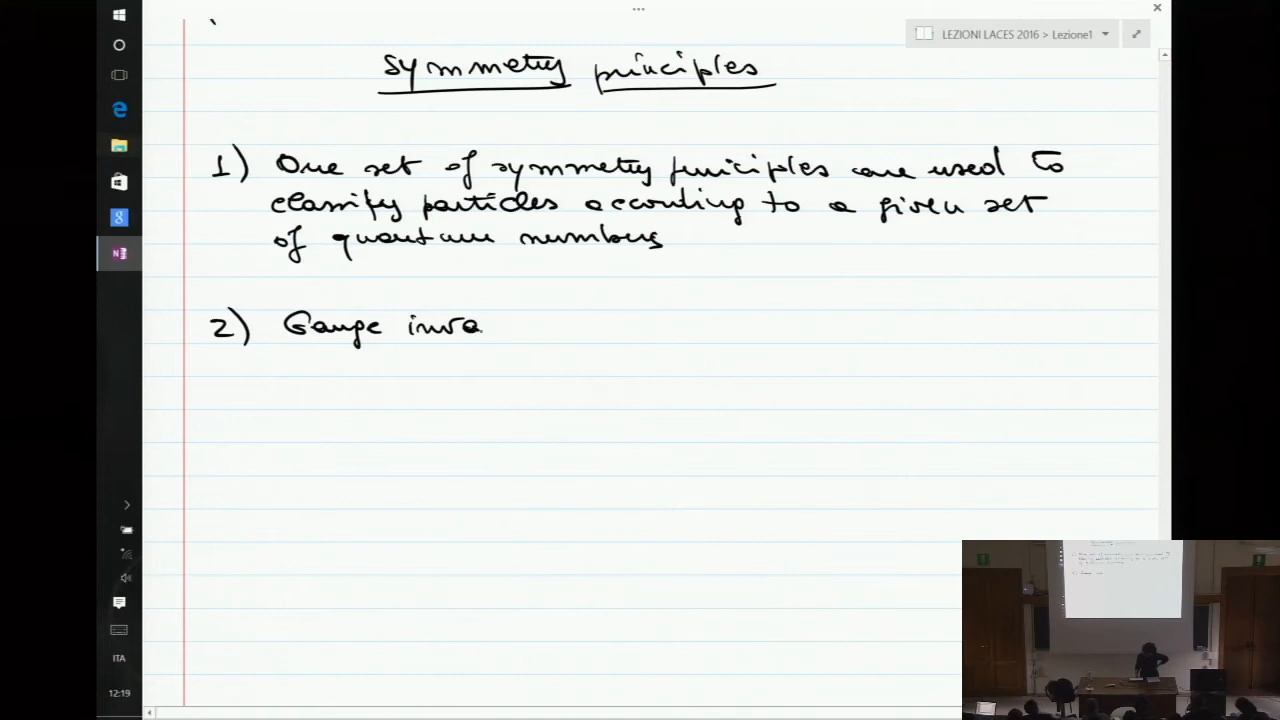 LEZIONI LACES 2016 > Lezione1
Symmetry principles
1) One set of symmetry principles are used to
classify particles according to a given set
of quantum numbers
2) Gauge inva
ITA
12:19